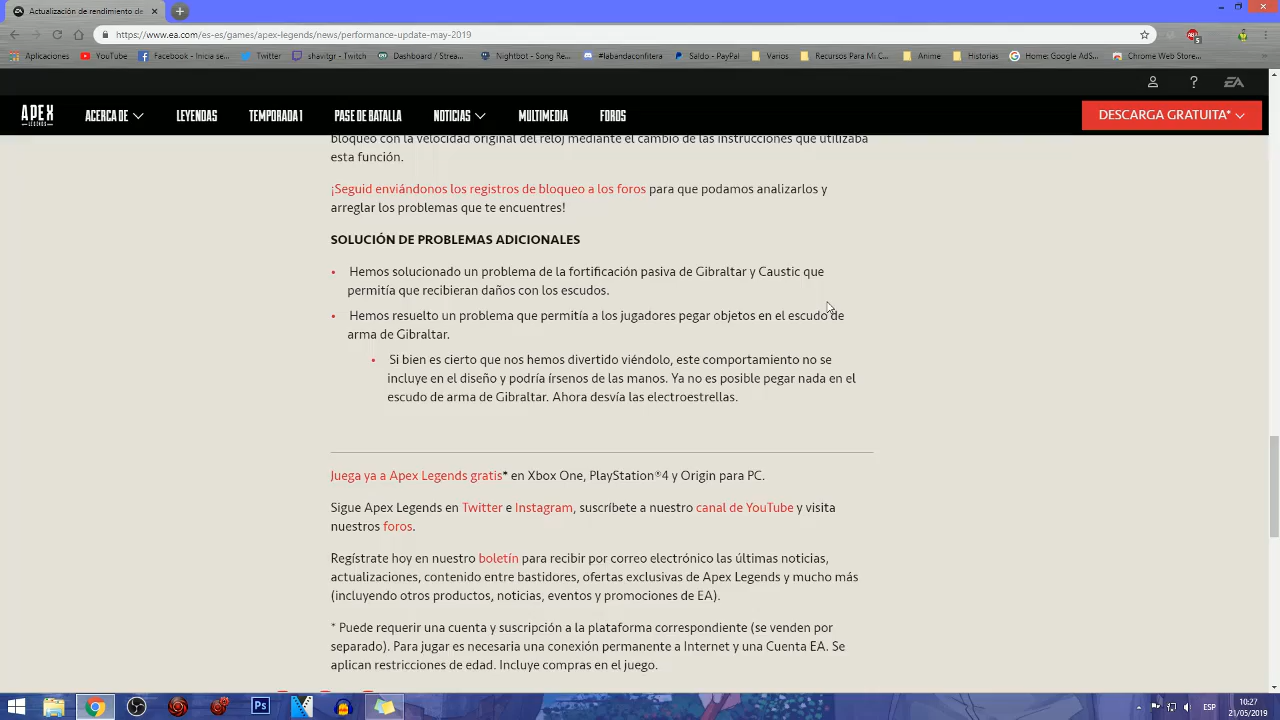 Actualización de rendimiento de
https://www.ea.com/es-es/games/apex-legends/news/performance-update-may-2019
Aplicaciones YouTube Facebook - Inicia se... Twitter shavitgr - Twitch Dashboard / Overvie... Nightbot - Song Req... #labandaconfitera Saldo - PayPal Varios Recursos Para Mi C... Anime Historias Home: Google AdS... Chrome Web Store...
? EA
APEX LEGENDS ACERCA DE LEYENDAS TEMPORADA 1 PASE DE BATALLA NOTICIAS MULTIMEDIA FOROS DESCARGA GRATUITA*
bloqueo con la velocidad original del reloj mediante el cambio de las instrucciones que utilizaba
esta función.
¡Seguid enviándonos los registros de bloqueo a los foros para que podamos analizarlos y
arreglar los problemas que te encuentres!
SOLUCIÓN DE PROBLEMAS ADICIONALES
• Hemos solucionado un problema de la fortificación pasiva de Gibraltar y Caustic que
permitía que recibieran daños con los escudos.
• Hemos resuelto un problema que permitía a los jugadores pegar objetos en el escudo de
arma de Gibraltar.
• Si bien es cierto que nos hemos divertido viéndolo, este comportamiento no se
incluye en el diseño y podría írsenos de las manos. Ya no es posible pegar nada en el
escudo de arma de Gibraltar. Ahora desvía las electroestrellas.
Juega ya a Apex Legends gratis* en Xbox One, PlayStation®4 y Origin para PC.
Sigue Apex Legends en Twitter e Instagram, suscríbete a nuestro canal de YouTube y visita
nuestros foros.
Regístrate hoy en nuestro boletín para recibir por correo electrónico las últimas noticias,
actualizaciones, contenido entre bastidores, ofertas exclusivas de Apex Legends y mucho más
(incluyendo otros productos, noticias, eventos y promociones de EA).
* Puede requerir una cuenta y suscripción a la plataforma correspondiente (se venden por
separado). Para jugar es necesaria una conexión permanente a Internet y una Cuenta EA. Se
aplican restricciones de edad. Incluye compras en el juego.
Ps ESP 10:27
21/05/2019